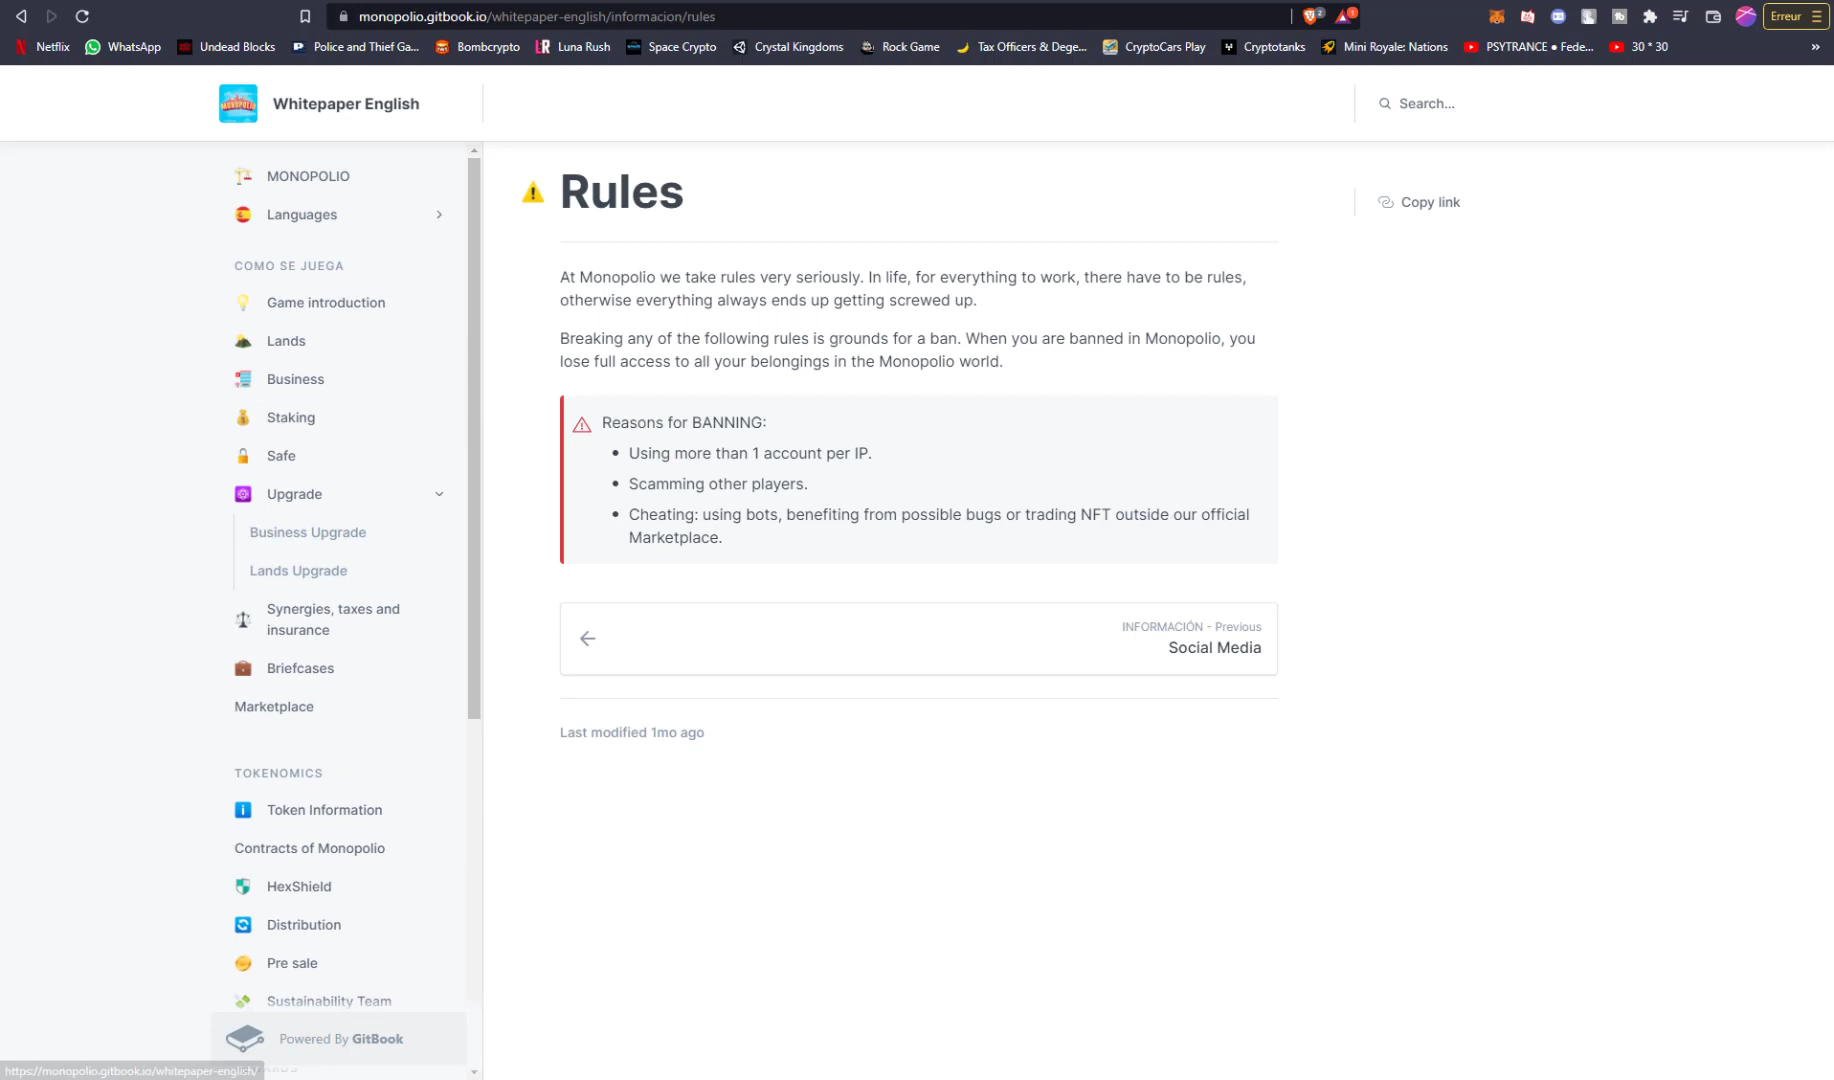 monopolio.gitbook.io/whitepaper-english/informacion/rules
2
1
Erreur
Netflix
WhatsApp
Undead Blocks
Police and Thief Ga...
Bombcrypto
Luna Rush
Space Crypto
Crystal Kingdoms
Rock Game
Tax Officers & Dege...
CryptoCars Play
Cryptotanks
Mini Royale: Nations
PSYTRANCE ● Fede...
30 * 30
»
MONOPOLIO
Whitepaper English
Search...
MONOPOLIO
Languages
COMO SE JUEGA
Game introduction
Lands
Business
Staking
Safe
Upgrade
Business Upgrade
Lands Upgrade
Synergies, taxes and
insurance
Briefcases
Marketplace
TOKENOMICS
Token Information
Contracts of Monopolio
HexShield
Distribution
Pre sale
Sustainability Team
Powered By GitBook
https://monopolio.gitbook.io/whitepaper-english/
Rules
Copy link
At Monopolio we take rules very seriously. In life, for everything to work, there have to be rules,
otherwise everything always ends up getting screwed up.
Breaking any of the following rules is grounds for a ban. When you are banned in Monopolio, you
lose full access to all your belongings in the Monopolio world.
Reasons for BANNING:
• Using more than 1 account per IP.
• Scamming other players.
• Cheating: using bots, benefiting from possible bugs or trading NFT outside our official
Marketplace.
INFORMACIÓN - Previous
Social Media
Last modified 1mo ago